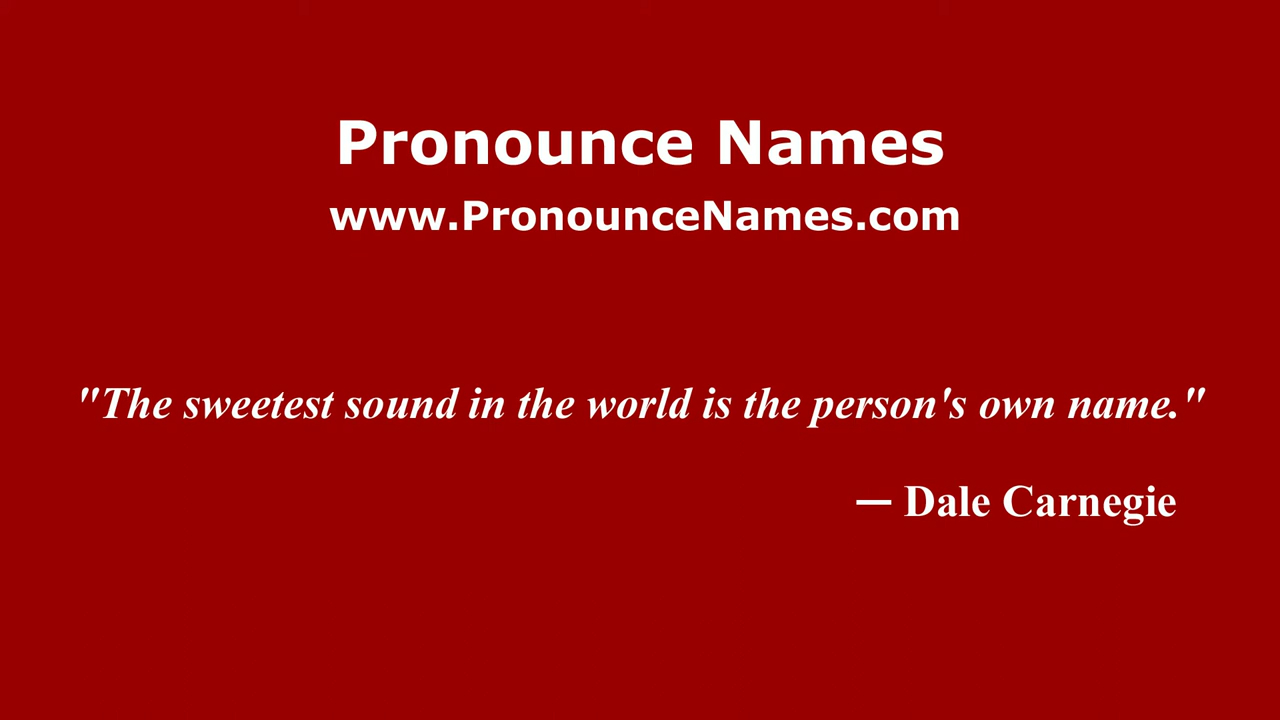 Pronounce Names
www.PronounceNames.com
"The sweetest sound in the world is the person's own name."
— Dale Carnegie